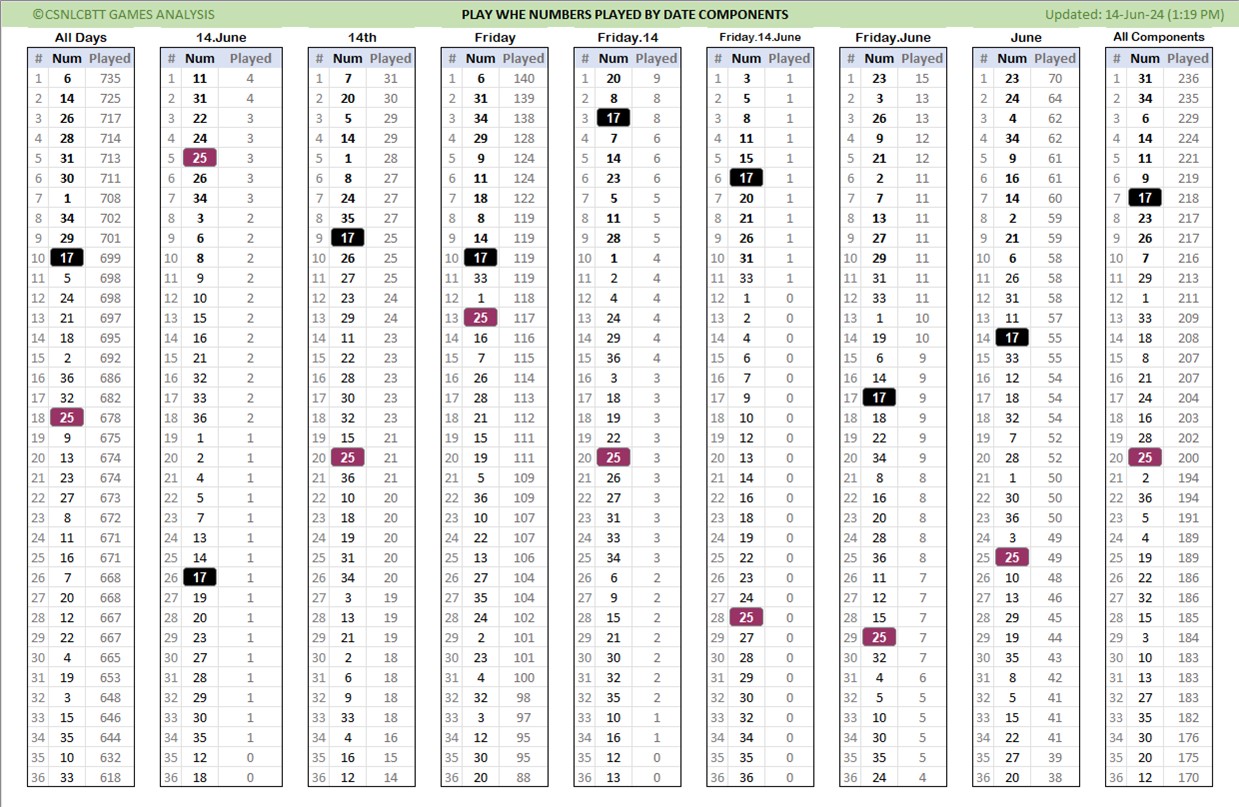 ©CSNLCBTT GAMES ANALYSIS PLAY WHE NUMBERS PLAYED BY DATE COMPONENTS Updated: 14-Jun-24 (1:19 PM)
All Days 14.June 14th Friday Friday.14 Friday.14.June Friday.June June All Components
# Num Played # Num Played # Num Played # Num Played # Num Played # Num Played # Num Played # Num Played # Num Played
1 6 735 1 11 4 1 7 31 1 6 140 1 20 9 1 3 1 1 23 15 1 23 70 1 31 236
2 14 725 2 31 4 2 20 30 2 31 139 2 8 8 2 5 1 2 3 13 2 24 64 2 34 235
3 26 717 3 22 3 3 5 29 3 34 138 3 17 8 3 8 1 3 26 13 3 4 62 3 6 229
4 28 714 4 24 3 4 14 29 4 29 128 4 7 6 4 11 1 4 9 12 4 34 62 4 14 224
5 31 713 5 25 3 5 1 28 5 9 124 5 14 6 5 15 1 5 21 12 5 9 61 5 11 221
6 30 711 6 26 3 6 8 27 6 11 124 6 23 6 6 17 1 6 2 11 6 16 61 6 9 219
7 1 708 7 34 3 7 24 27 7 18 122 7 5 5 7 20 1 7 7 11 7 14 60 7 17 218
8 34 702 8 3 2 8 35 27 8 8 119 8 11 5 8 21 1 8 13 11 8 2 59 8 23 217
9 29 701 9 6 2 9 17 25 9 14 119 9 28 5 9 26 1 9 27 11 9 21 59 9 26 217
10 17 699 10 8 2 10 26 25 10 17 119 10 1 4 10 31 1 10 29 11 10 6 58 10 7 216
11 5 698 11 9 2 11 27 25 11 33 119 11 2 4 11 33 1 11 31 11 11 26 58 11 29 213
12 24 698 12 10 2 12 23 24 12 1 118 12 4 4 12 1 0 12 33 11 12 31 58 12 1 211
13 21 697 13 15 2 13 29 24 13 25 117 13 24 4 13 2 0 13 1 10 13 11 57 13 33 209
14 18 695 14 16 2 14 11 23 14 16 116 14 29 4 14 4 0 14 19 10 14 17 55 14 18 208
15 2 692 15 21 2 15 22 23 15 7 115 15 36 4 15 6 0 15 6 9 15 33 55 15 8 207
16 36 686 16 32 2 16 28 23 16 26 114 16 3 3 16 7 0 16 14 9 16 12 54 16 21 207
17 32 682 17 33 2 17 30 23 17 28 113 17 18 3 17 9 0 17 17 9 17 18 54 17 24 204
18 25 678 18 36 2 18 32 23 18 21 112 18 19 3 18 10 0 18 18 9 18 32 54 18 16 203
19 9 675 19 1 1 19 15 21 19 15 111 19 22 3 19 12 0 19 22 9 19 7 52 19 28 202
20 13 674 20 2 1 20 25 21 20 19 111 20 25 3 20 13 0 20 34 9 20 28 52 20 25 200
21 23 674 21 4 1 21 36 21 21 5 109 21 26 3 21 14 0 21 8 8 21 1 50 21 2 194
22 27 673 22 5 1 22 10 20 22 36 109 22 27 3 22 16 0 22 16 8 22 30 50 22 36 194
23 8 672 23 7 1 23 18 20 23 10 107 23 31 3 23 18 0 23 20 8 23 36 50 23 5 191
24 11 671 24 13 1 24 19 20 24 22 107 24 33 3 24 19 0 24 28 8 24 3 49 24 4 189
25 16 671 25 14 1 25 31 20 25 13 106 25 34 3 25 22 0 25 36 8 25 25 49 25 19 189
26 7 668 26 17 1 26 34 20 26 27 104 26 6 2 26 23 0 26 11 7 26 10 48 26 22 186
27 20 668 27 19 1 27 3 19 27 35 104 27 9 2 27 24 0 27 12 7 27 13 46 27 32 186
28 12 667 28 20 1 28 13 19 28 24 102 28 15 2 28 25 0 28 15 7 28 29 45 28 15 185
29 22 667 29 23 1 29 21 19 29 2 101 29 21 2 29 27 0 29 25 7 29 19 44 29 3 184
30 4 665 30 27 1 30 2 18 30 23 101 30 30 2 30 28 0 30 32 7 30 35 43 30 10 183
31 19 653 31 28 1 31 6 18 31 4 100 31 32 2 31 29 0 31 4 6 31 8 42 31 13 183
32 3 648 32 29 1 32 9 18 32 32 98 32 35 2 32 30 0 32 5 5 32 5 41 32 27 183
33 15 646 33 30 1 33 33 18 33 3 97 33 10 1 33 32 0 33 10 5 33 15 41 33 35 182
34 35 644 34 35 1 34 4 16 34 12 95 34 16 1 34 34 0 34 30 5 34 22 41 34 30 176
35 10 632 35 12 0 35 16 15 35 30 95 35 12 0 35 35 0 35 35 5 35 27 39 35 20 175
36 33 618 36 18 0 36 12 14 36 20 88 36 13 0 36 36 0 36 24 4 36 20 38 36 12 170